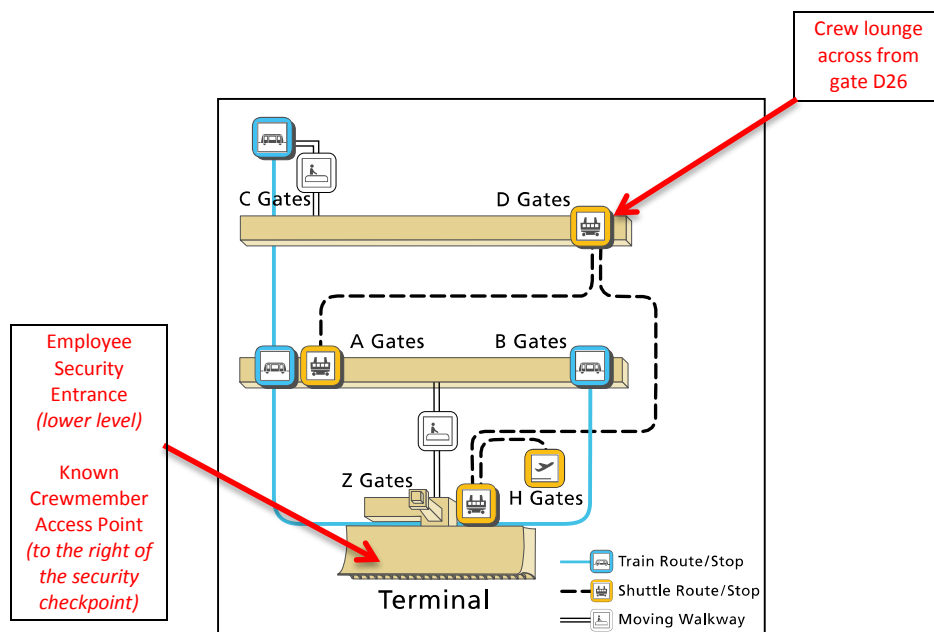 Crew lounge
across from
gate D26
C Gates
D Gates
Employee
Security
Entrance
(lower level)
Known
Crewmember
Access Point
(to the right of
the security
checkpoint)
A Gates
B Gates
Z Gates
H Gates
Terminal
Train Route/Stop
Shuttle Route/Stop
Moving Walkway